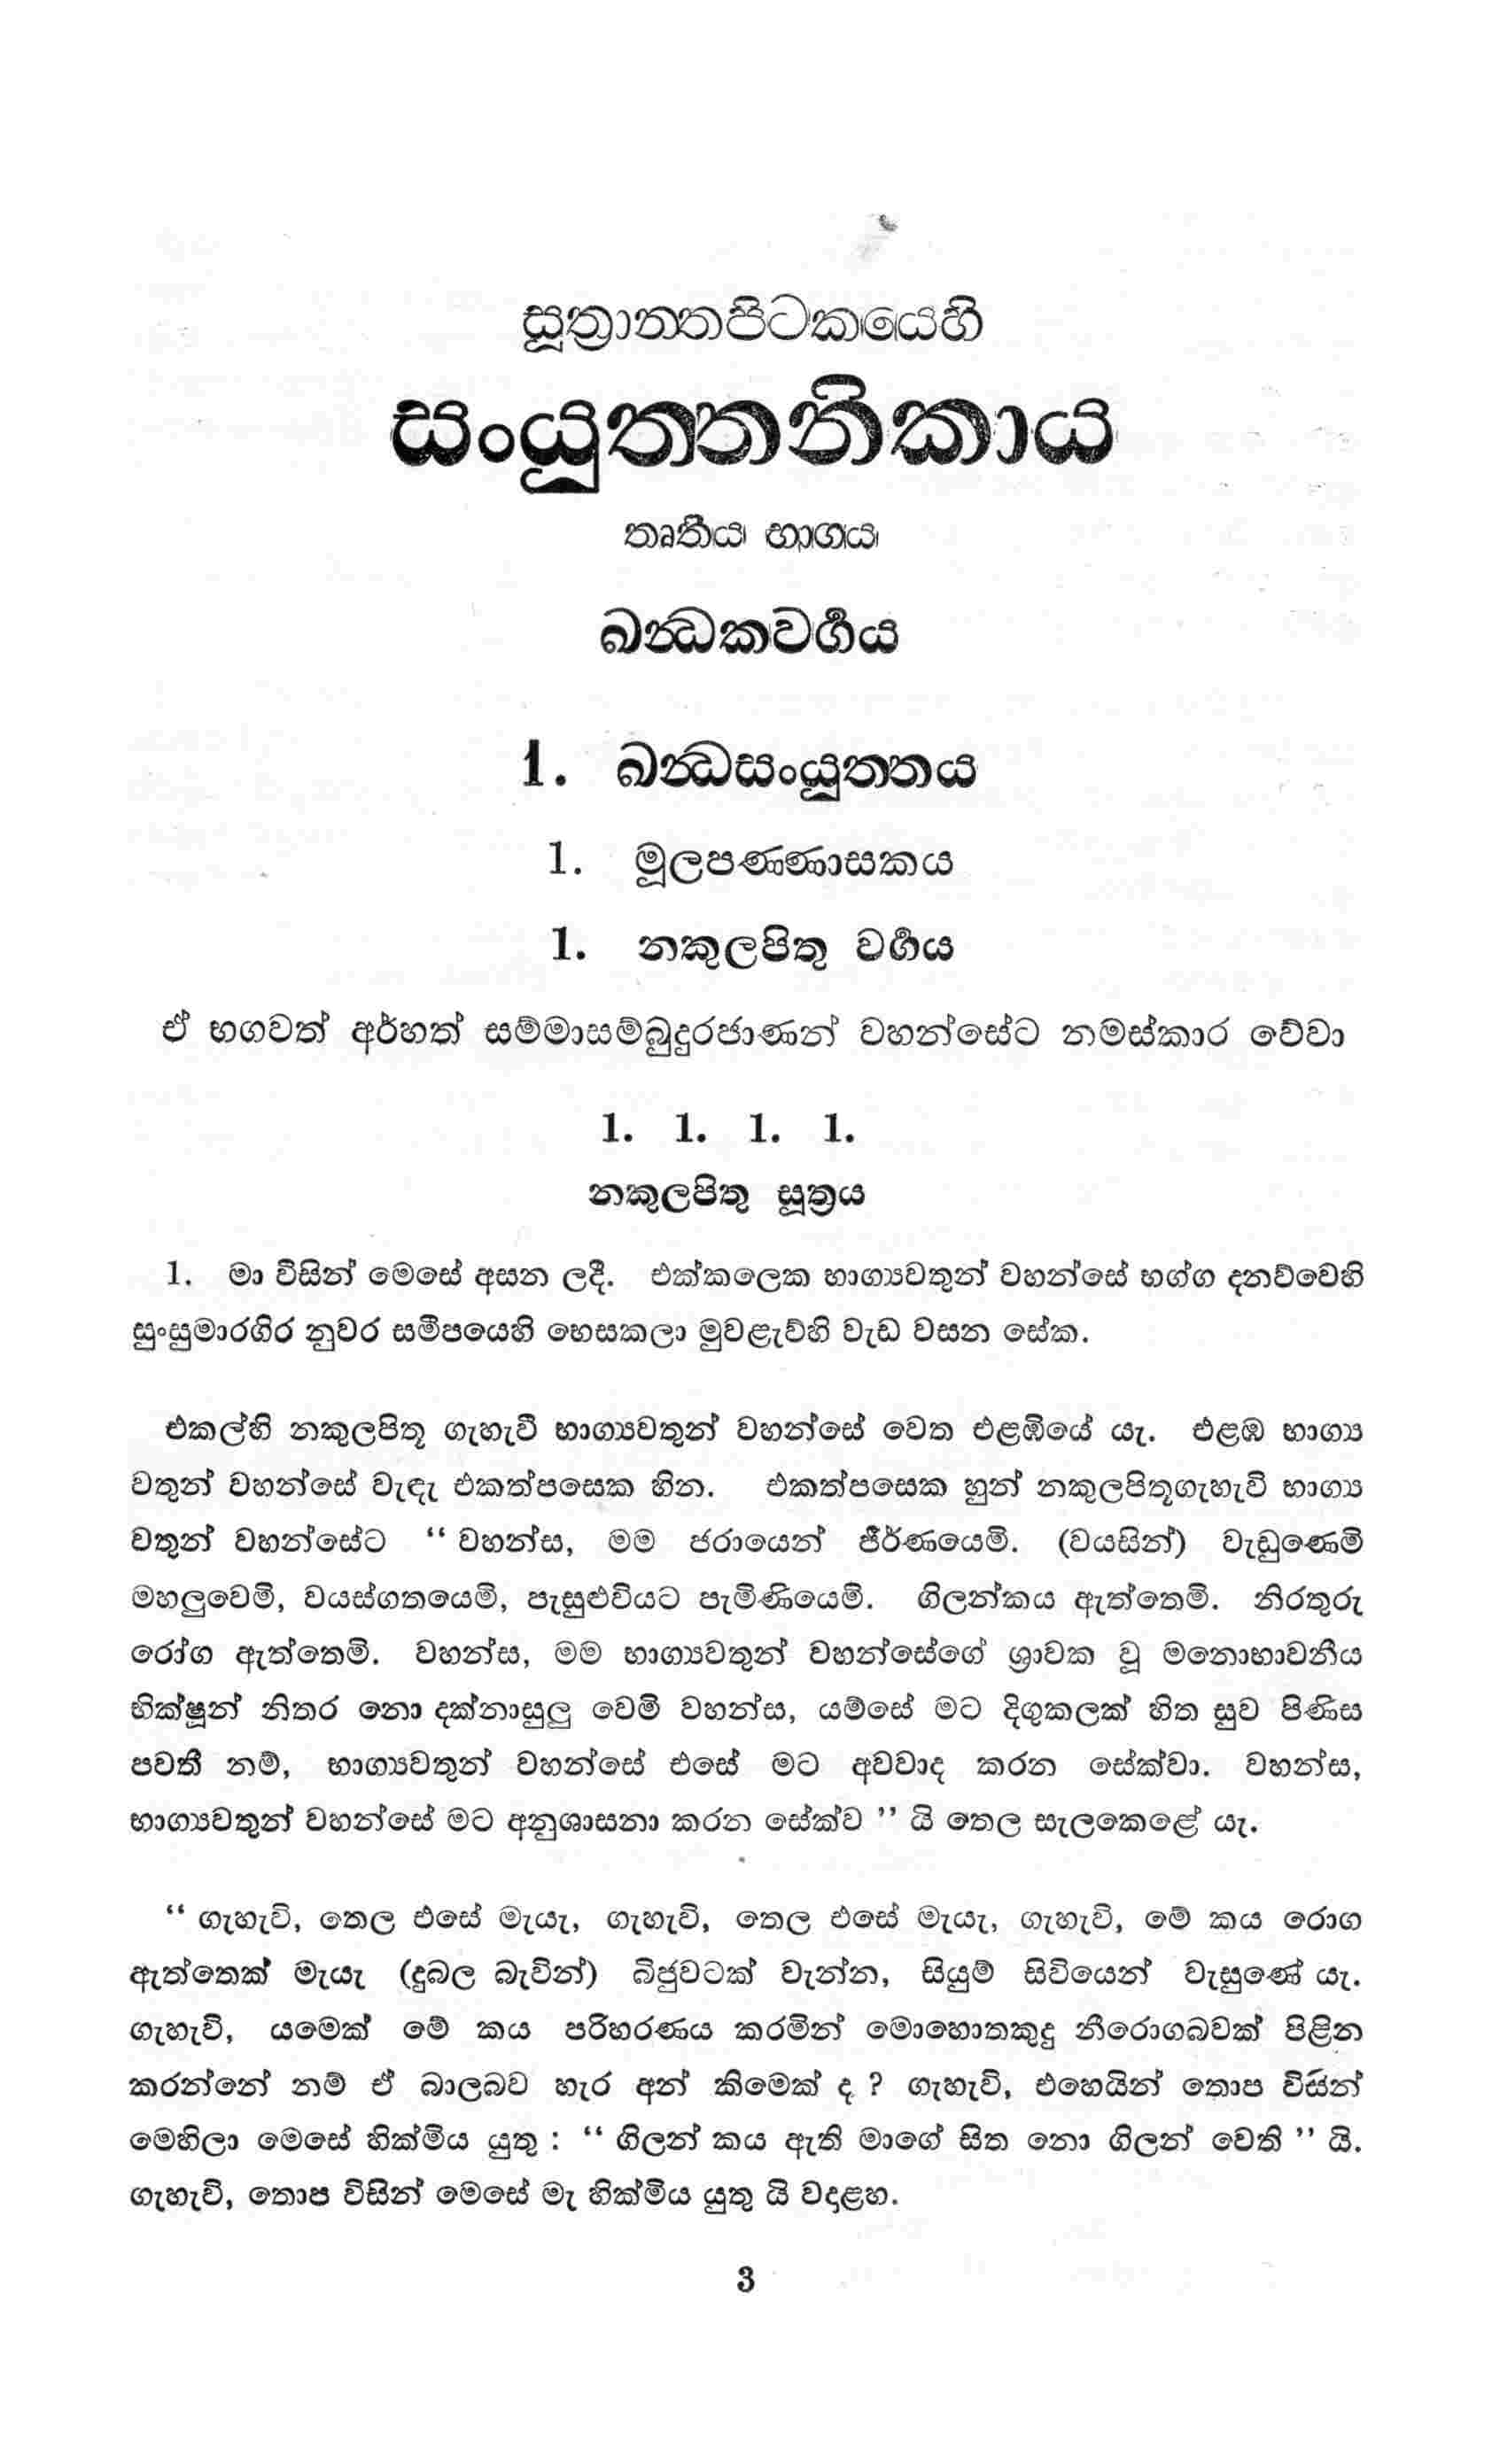 සූත්‍රාන්තපිටකයෙහි
සංයුත්තනිකාය
තෘතීය භාගය
ඛන්ධකවර්ගය
1. ඛන්ධසංයුත්තය
1. මූලපණ්ණාසකය
1. නකුලපිතු වර්ගය
ඒ භගවත් අර්හත් සම්මාසම්බුදුරජාණන් වහන්සේට නමස්කාර වේවා
1. 1. 1. 1.
නකුලපිතු සූත්‍රය
1. මා විසින් මෙසේ අසන ලදී. එක්කලෙක භාග්‍යවතුන් වහන්සේ භග්ග දනව්වෙහි
සුංසුමාරගිර නුවර සමීපයෙහි භෙසකලා මුවළැව්හි වැඩ වසන සේක.
එකල්හි නකුලපිතෘ ගැහැවී භාග්‍යවතුන් වහන්සේ වෙත එළඹියේ යැ. එළඹ භාග්‍ය
වතුන් වහන්සේ වැඳැ එකත්පසෙක හින. එකත්පසෙක හුන් නකුලපිතෘගැහැවි භාග්‍ය
වතුන් වහන්සේට “ වහන්ස, මම ජරායෙන් ජීර්ණයෙමි. (වයසින්) වැඩුණෙමි
මහලුවෙමි, වයස්ගතයෙමි, පැසුළුවියට පැමිණියෙමි. ගිලන්කය ඇත්තෙමි. නිරතුරු
රෝග ඇත්තෙමි. වහන්ස, මම භාග්‍යවතුන් වහන්සේගේ ශ්‍රාවක වූ මනොභාවනීය
භික්ෂූන් නිතර නො දක්නාසුලු වෙමි වහන්ස, යම්සේ මට දිගුකලක් හිත සුව පිණිස
පවතී නම්, භාග්‍යවතුන් වහන්සේ එසේ මට අවවාද කරන සේක්වා. වහන්ස,
භාග්‍යවතුන් වහන්සේ මට අනුශාසනා කරන සේක්ව ” යි තෙල සැලකෙළේ යැ.
“ ගැහැවි, තෙල එසේ මැයැ, ගැහැවි, තෙල එසේ මැයැ, ගැහැවි, මේ කය රොග
ඇත්තෙක් මැයැ (දුබල බැවින්) බිජුවටක් වැන්න, සියුම් සිවියෙන් වැසුණේ යැ.
ගැහැවි, යමෙක් මේ කය පරිහරණය කරමින් මොහොතකුදු නීරොගබවක් පිළින
කරන්නේ නම් ඒ බාලබව හැර අන් කිමෙක් ද ? ගැහැවි, එහෙයින් තොප විසින්
මෙහිලා මෙසේ හික්මිය යුතු : “ ගිලන් කය ඇති මාගේ සිත නො ගිලන් වෙති ” යි.
ගැහැවි, තොප විසින් මෙසේ මැ හික්මිය යුතු යි වදාළහ.
3